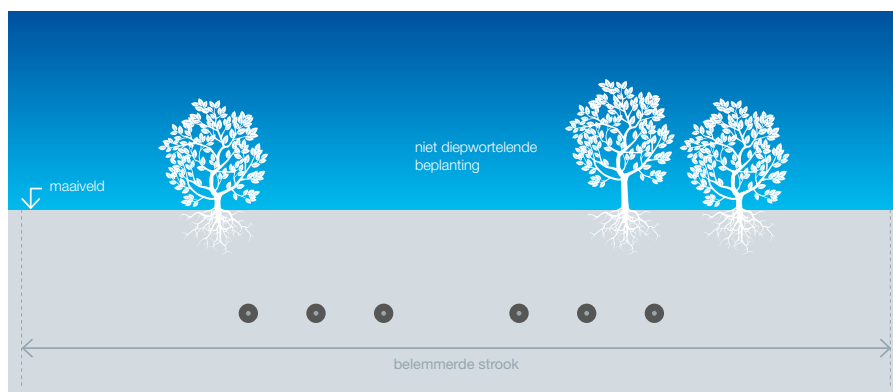 niet diepwortelende
beplanting
maaiveld
belemmerde strook